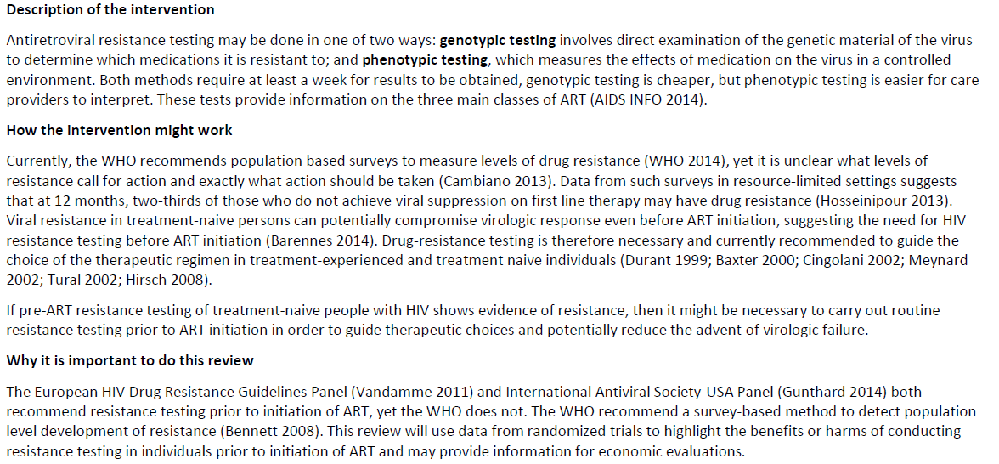 Description of the intervention
Antiretroviral resistance testing may be done in one of two ways: genotypic testing involves direct examination of the genetic material of the virus
to determine which medications it is resistant to; and phenotypic testing, which measures the effects of medication on the virus in a controlled
environment. Both methods require at least a week for results to be obtained, genotypic testing is cheaper, but phenotypic testing is easier for care
providers to interpret. These tests provide information on the three main classes of ART (AIDS INFO 2014).
How the intervention might work
Currently, the WHO recommends population based surveys to measure levels of drug resistance (WHO 2014), yet it is unclear what levels of
resistance call for action and exactly what action should be taken (Cambiano 2013). Data from such surveys in resource-limited settings suggests
that at 12 months, two-thirds of those who do not achieve viral suppression on first line therapy may have drug resistance (Hosseinipour 2013).
Viral resistance in treatment-naive persons can potentially compromise virologic response even before ART initiation, suggesting the need for HIV
resistance testing before ART initiation (Barennes 2014). Drug-resistance testing is therefore necessary and currently recommended to guide the
choice of the therapeutic regimen in treatment-experienced and treatment naive individuals (Durant 1999; Baxter 2000; Cingolani 2002; Meynard
2002; Tural 2002; Hirsch 2008).
If pre-ART resistance testing of treatment-naive people with HIV shows evidence of resistance, then it might be necessary to carry out routine
resistance testing prior to ART initiation in order to guide therapeutic choices and potentially reduce the advent of virologic failure.
Why it is important to do this review
The European HIV Drug Resistance Guidelines Panel (Vandamme 2011) and International Antiviral Society-USA Panel (Gunthard 2014) both
recommend resistance testing prior to initiation of ART, yet the WHO does not. The WHO recommend a survey-based method to detect population
level development of resistance (Bennett 2008). This review will use data from randomized trials to highlight the benefits or harms of conducting
resistance testing in individuals prior to initiation of ART and may provide information for economic evaluations.